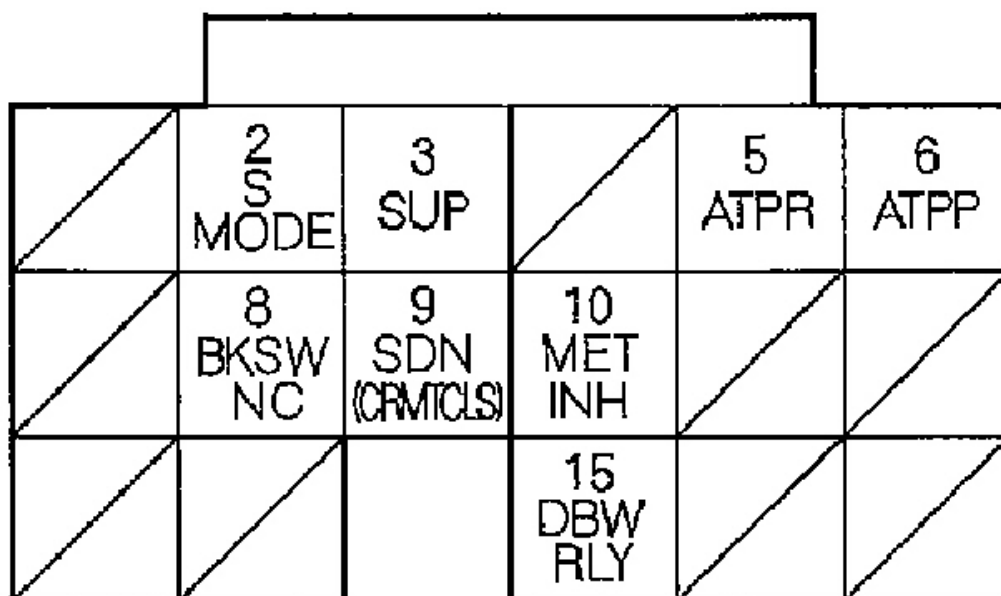 2
S
MODE
3
SUP
5
ATPR
6
ATPP
8
BKSW
NC
9
SDN
(CRMTCLS)
10
MET
INH
15
DBW
RLY